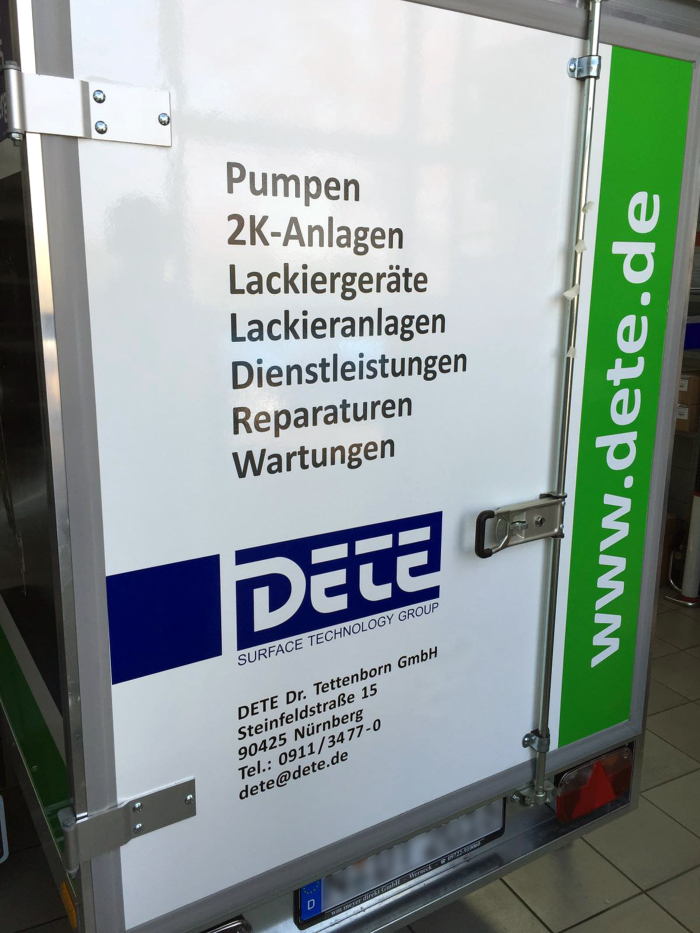 Pumpen
2K-Anlagen
Lackiergeräte
Lackieranlagen
Dienstleistungen
Reparaturen
Wartungen
DETE
SURFACE TECHNOLOGY GROUP
DETE Dr. Tettenborn GmbH
Steinfeldstraße 15
90425 Nürnberg
Tel.: 0911/3477-0
dete@dete.de
www.dete.de
D